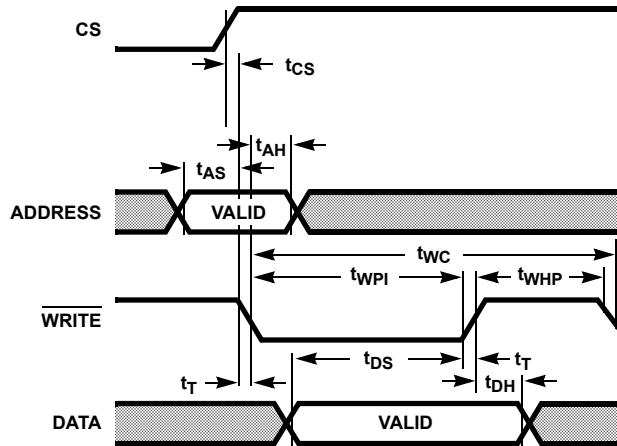 CS
tCS
tAH
tAS
ADDRESS
VALID
tWC
tWPI
tWHP
WRITE
tDS
tT
tT
tDH
DATA
VALID